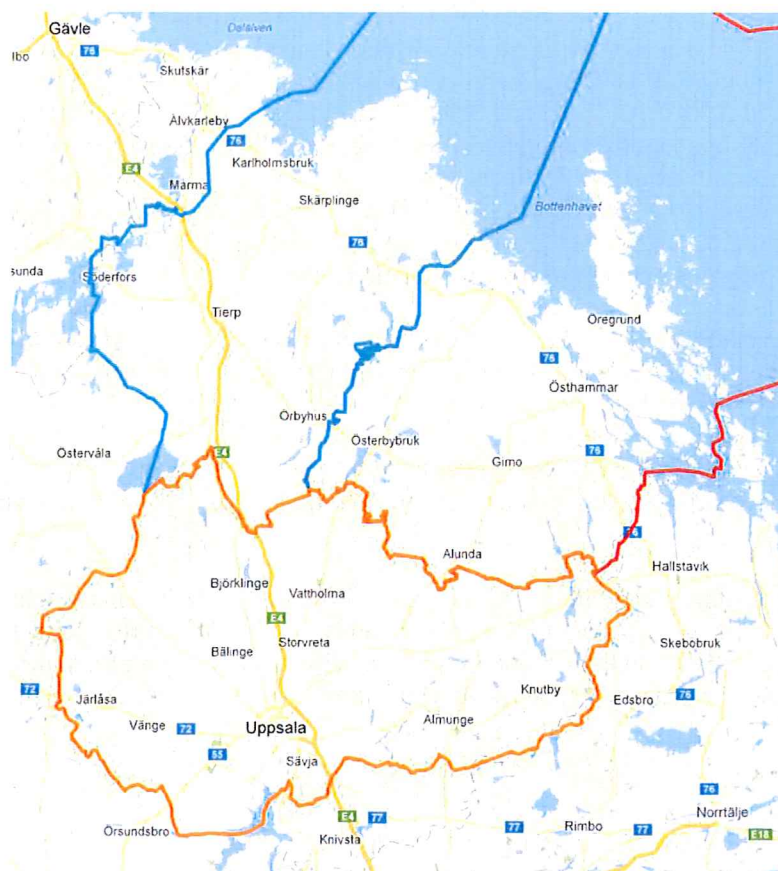 Gävle
Dalälven
lbo
76
Skutskär
Älvkarleby
76
Karlholmsbruk
E4
Marma
Skärplinge
Bottenhavet
76
sunda
Söderfors
Tierp
Öregrund
76
Östhammar
Örbyhus
Österbybruk
Östervåla
E4
Gimo
76
76
Alunda
Hallstavik
Björklinge
Vattholma
E4
Bälinge
Storvreta
Skebobruk
72
Järlåsa
Knutby
Edsbro
76
Vänge
72
Uppsala
Almunge
55
Sävja
76
Örsundsbro
E4
77
Knivsta
77
Rimbo
77
Norrtälje
E18